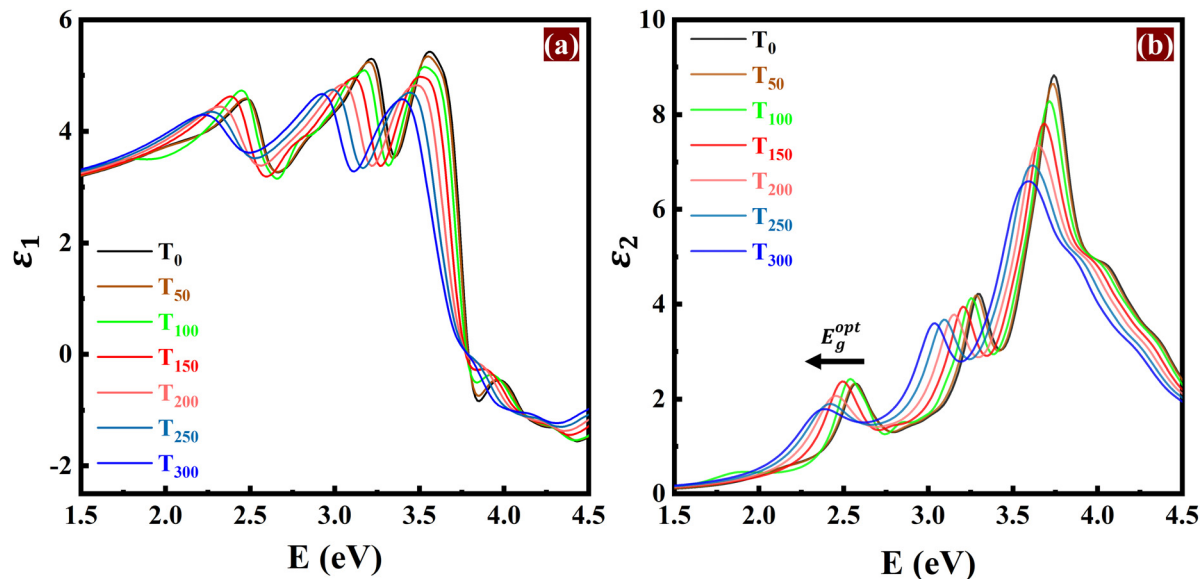 (a)
6
4
2
0
-2
ε₁
T₀
T₅₀
T₁₀₀
T₁₅₀
T₂₀₀
T₂₅₀
T₃₀₀
1.5 2.0 2.5 3.0 3.5 4.0 4.5
E (eV)
(b)
10
8
6
4
2
0
ε₂
T₀
T₅₀
T₁₀₀
T₁₅₀
T₂₀₀
T₂₅₀
T₃₀₀
E_g^opt
1.5 2.0 2.5 3.0 3.5 4.0 4.5
E (eV)